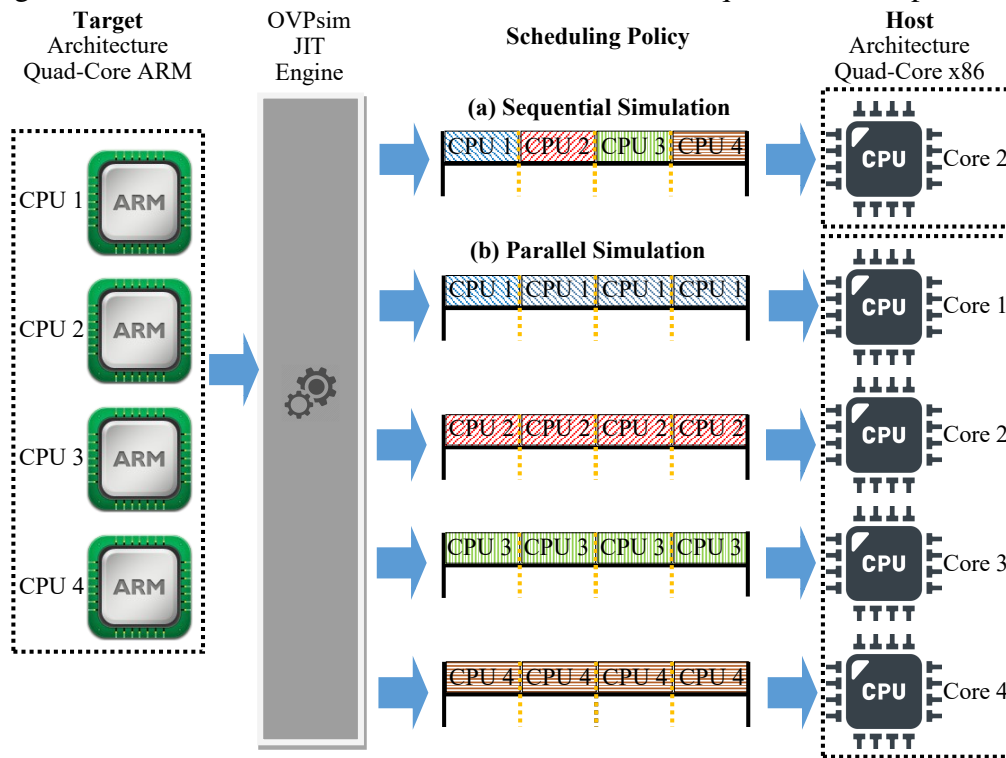 Target
Architecture
Quad-Core ARM
OVPsim
JIT
Engine
Scheduling Policy
Host
Architecture
Quad-Core x86
(a) Sequential Simulation
CPU 1 CPU 2 CPU 3 CPU 4
CPU
Core 2
CPU 1
ARM
CPU 2
ARM
CPU 3
ARM
CPU 4
ARM
(b) Parallel Simulation
CPU 1 CPU 1 CPU 1 CPU 1
CPU
Core 1
CPU 2 CPU 2 CPU 2 CPU 2
CPU
Core 2
CPU 3 CPU 3 CPU 3 CPU 3
CPU
Core 3
CPU 4 CPU 4 CPU 4 CPU 4
CPU
Core 4